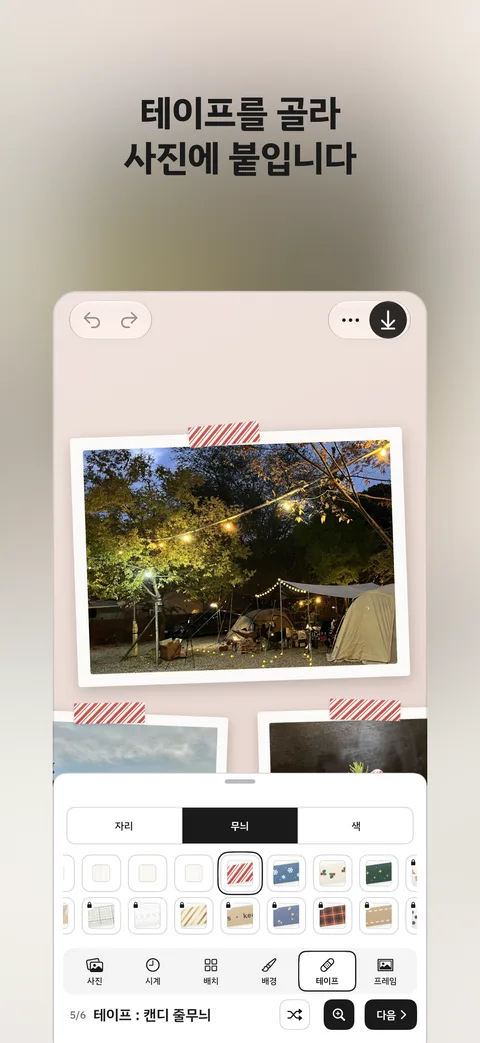 테이프를 골라
사진에 붙입니다
자리
무늬
색
사진
시계
배치
배경
테이프
프레임
5/6 테이프 : 캔디 줄무늬
다음